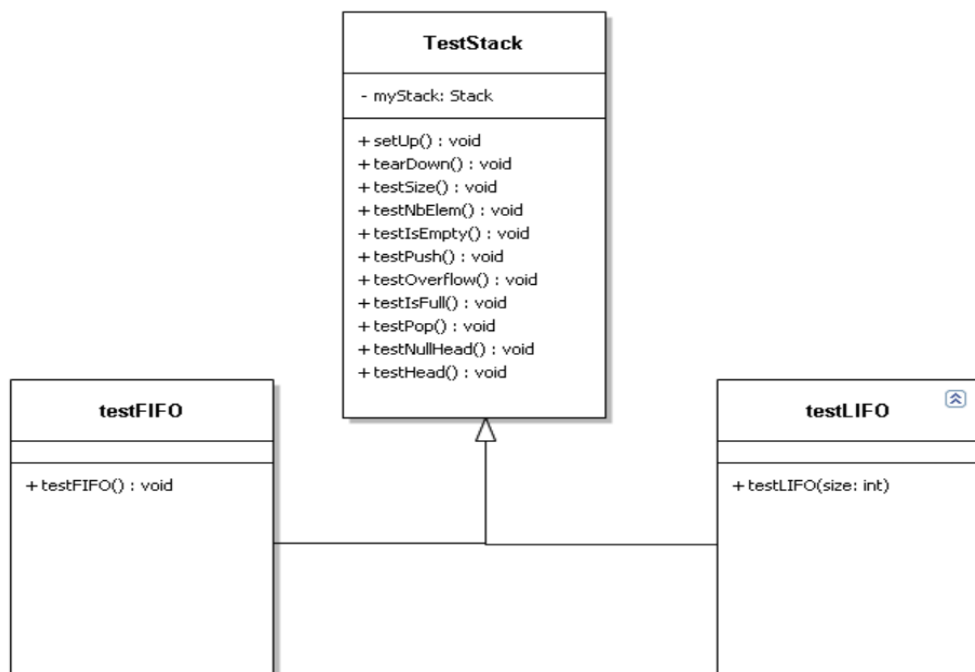 TestStack
- myStack: Stack
+ setUp() : void
+ tearDown() : void
+ testSize() : void
+ testNbElem() : void
+ testIsEmpty() : void
+ testPush() : void
+ testOverflow() : void
+ testIsFull() : void
+ testPop() : void
+ testNullHead() : void
+ testHead() : void
testFIFO
+ testFIFO() : void
testLIFO
+ testLIFO(size: int)